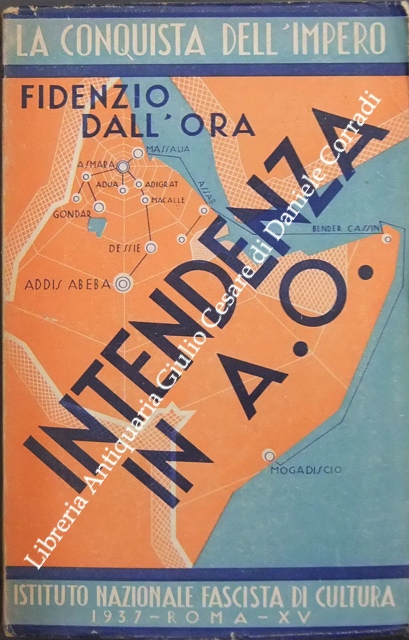 LA CONQUISTA DELL'IMPERO
FIDENZIO
DALL'ORA
MASSAUA
ASMARA
ADUA
ADIGRAT
MACALLE
ASSAB
GONDAR
BENDER CASSIN
DESSIE
ADDIS ABEBA
INTENDENZA
IN A.O.
MOGADISCIO
Libreria Antiquaria Giulio Cesare di Daniele Corradi
ISTITUTO NAZIONALE FASCISTA DI CULTURA
1937-ROMA-XV